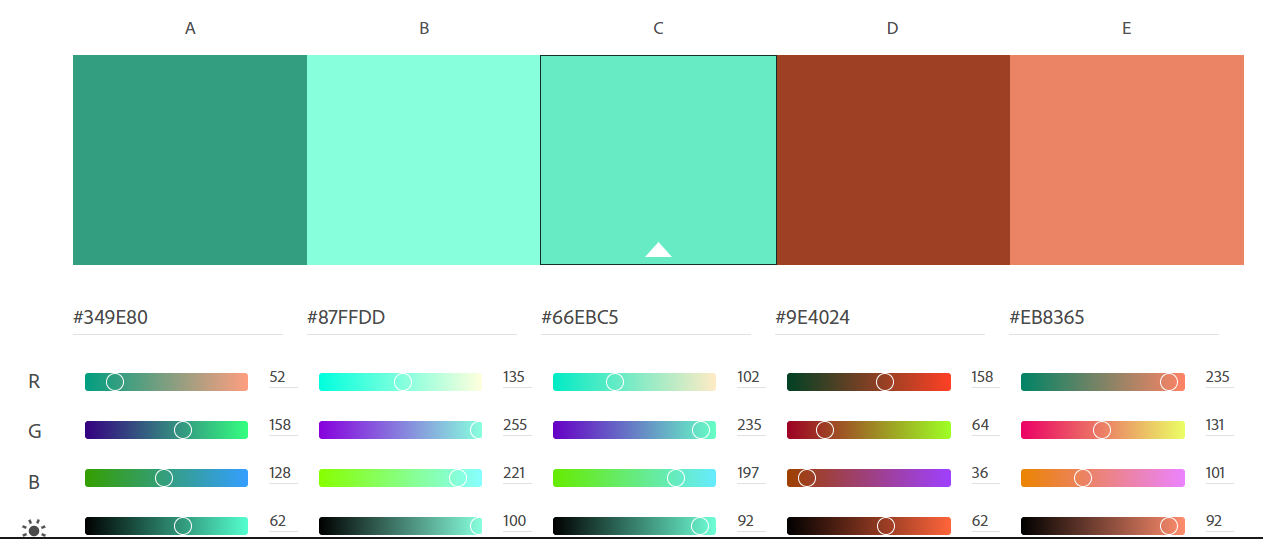 A B C D E
#349E80 #87FFDD #66EBC5 #9E4024 #EB8365
R 52 135 102 158 235
G 158 255 235 64 131
B 128 221 197 36 101
62 100 92 62 92